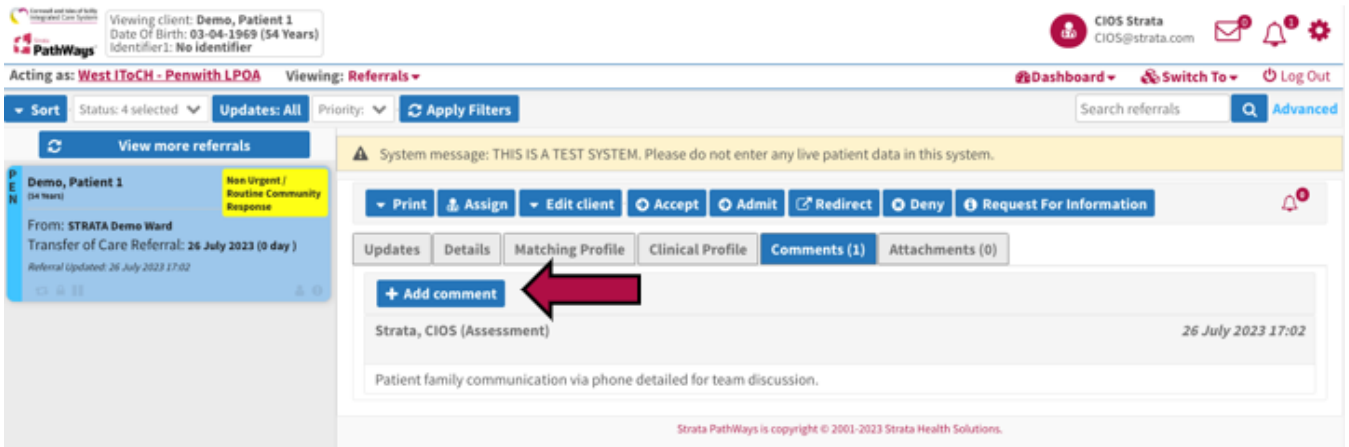 Cornwall and Isles of Scilly
Integrated Care System
Strata
PathWays
Viewing client: Demo, Patient 1
Date Of Birth: 03-04-1969 (54 Years)
Identifier1: No identifier
CIOS Strata
CIOS@strata.com
0
1
Acting as: West IToCH - Penwith LPOA Viewing: Referrals
Dashboard Switch To Log Out
Sort Status: 4 selected Updates: All Priority: Apply Filters Search referrals Advanced
View more referrals
System message: THIS IS A TEST SYSTEM. Please do not enter any live patient data in this system.
PEN
Demo, Patient 1
(54 Years)
Non Urgent /
Routine Community
Response
From: STRATA Demo Ward
Transfer of Care Referral: 26 July 2023 (0 day )
Referral Updated: 26 July 2023 17:02
Print Assign Edit client Accept Admit Redirect Deny Request For Information
0
Updates Details Matching Profile Clinical Profile Comments (1) Attachments (0)
+ Add comment
Strata, CIOS (Assessment) 26 July 2023 17:02
Patient family communication via phone detailed for team discussion.
Strata PathWays is copyright © 2001-2023 Strata Health Solutions.